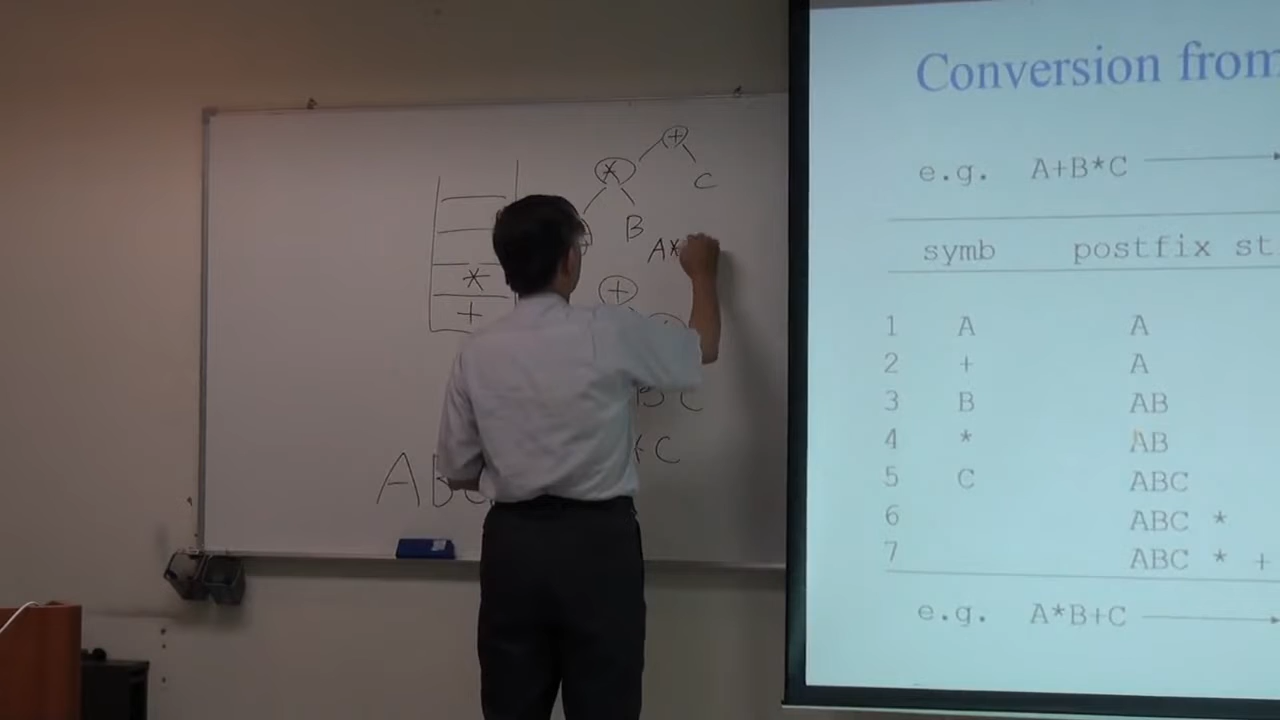 +
*
C
B
A*
*
+
+
B C
C
A B C
Conversion from
e.g. A+B*C
symb postfix st
1 A A
2 + A
3 B AB
4 * AB
5 C ABC
6 ABC *
7 ABC * +
e.g. A*B+C